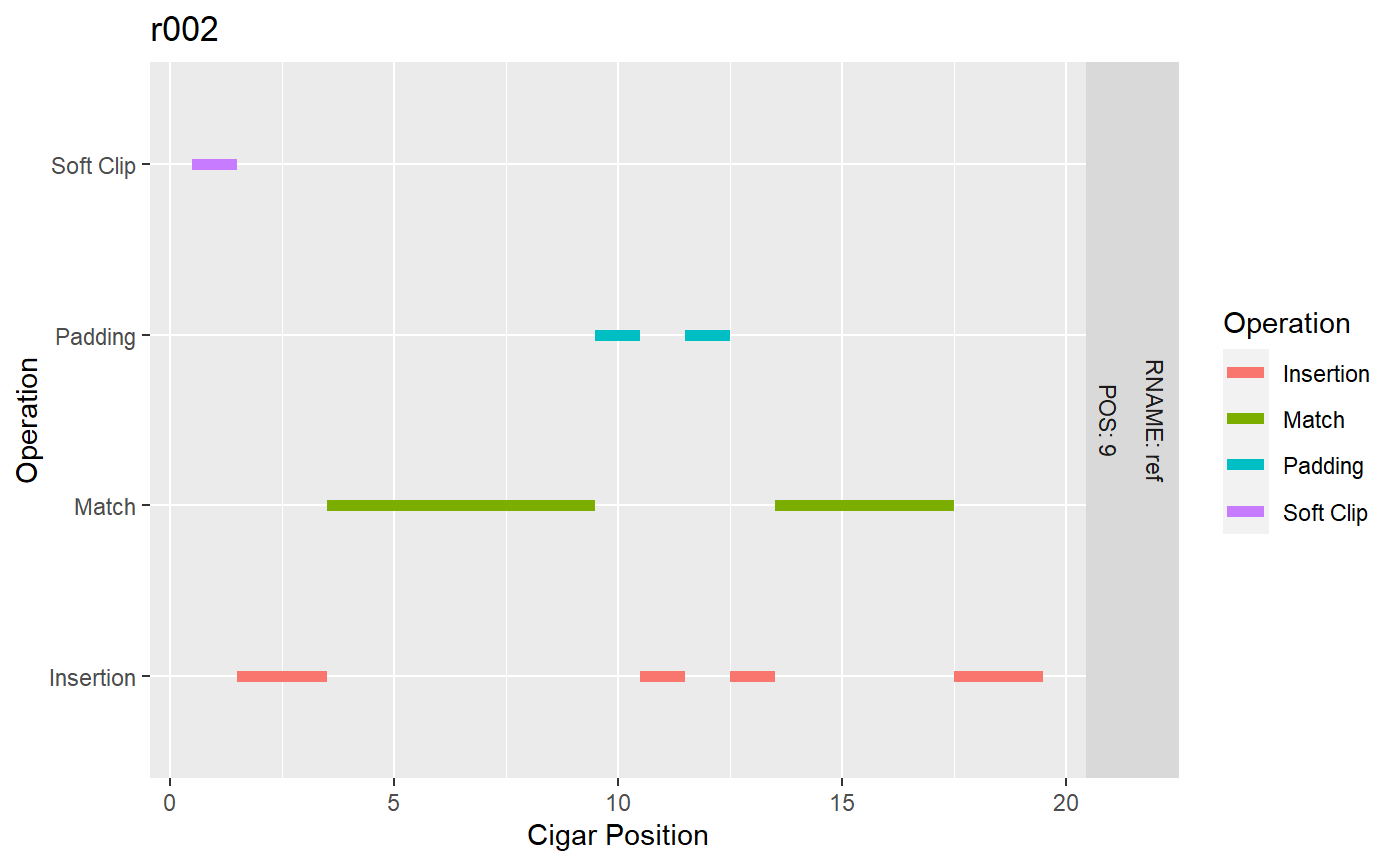 r002
Operation
Soft Clip
Padding
Match
Insertion
0 5 10 15 20
Cigar Position
POS: 9
RNAME: ref
Operation
Insertion
Match
Padding
Soft Clip